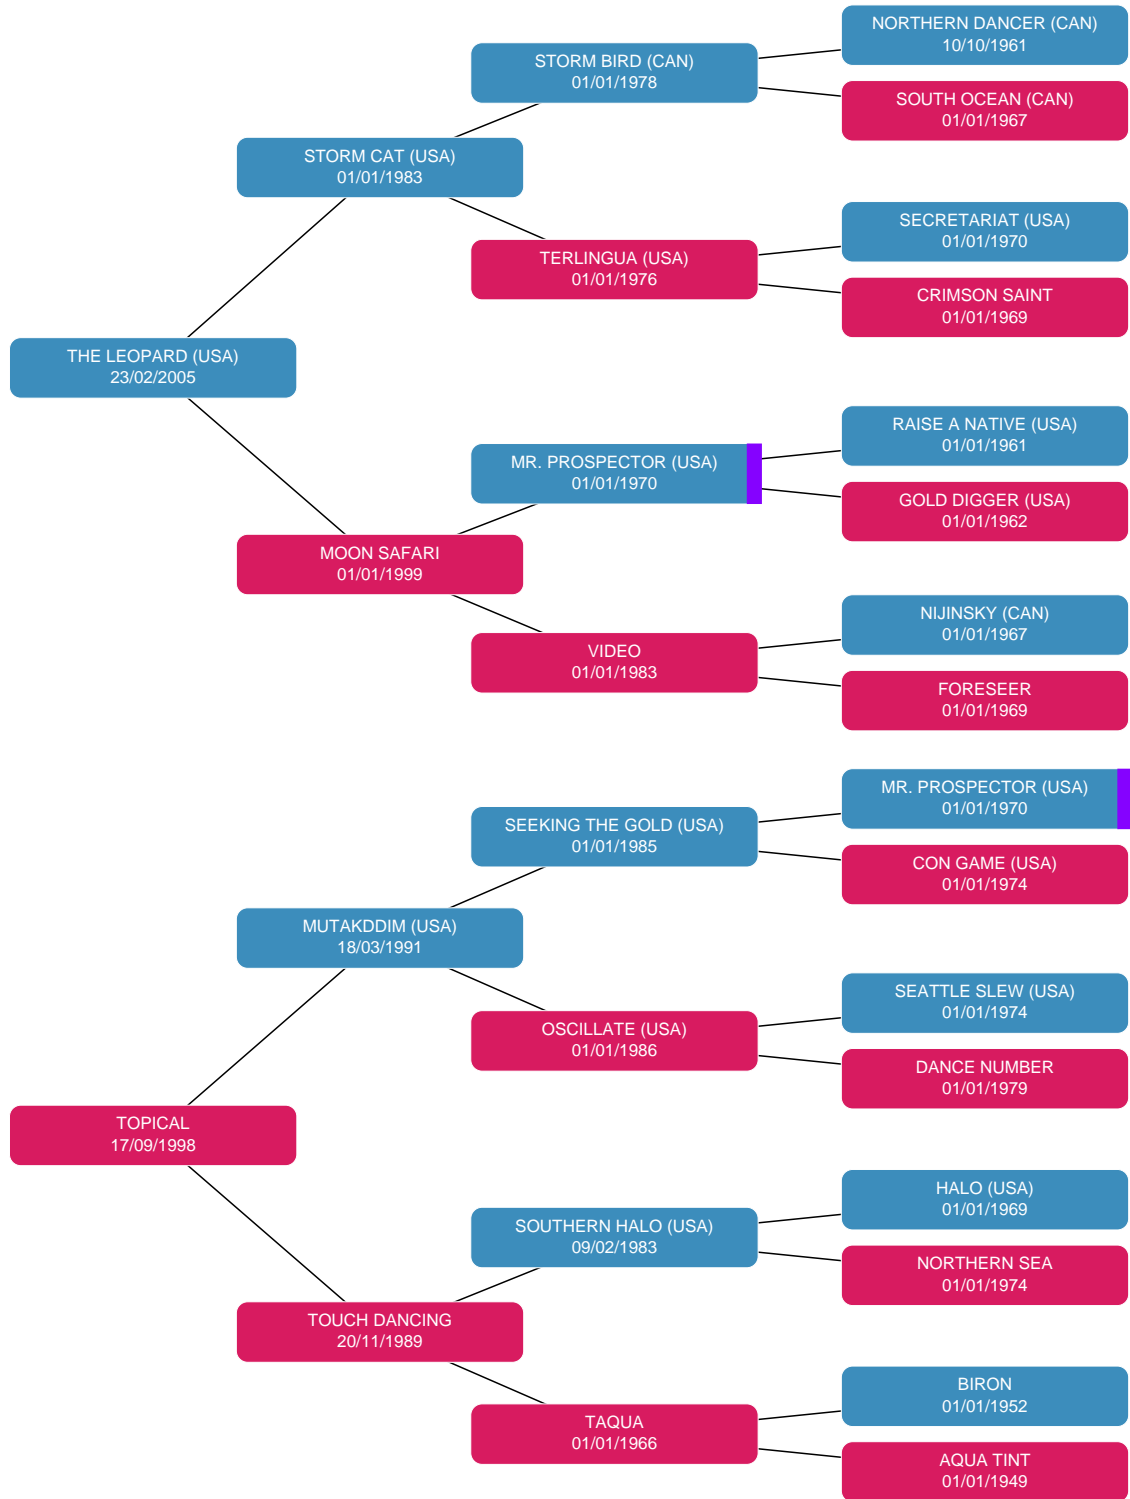 NORTHERN DANCER (CAN)
10/10/1961
STORM BIRD (CAN)
01/01/1978
SOUTH OCEAN (CAN)
01/01/1967
STORM CAT (USA)
01/01/1983
SECRETARIAT (USA)
01/01/1970
TERLINGUA (USA)
01/01/1976
CRIMSON SAINT
01/01/1969
THE LEOPARD (USA)
23/02/2005
RAISE A NATIVE (USA)
01/01/1961
MR. PROSPECTOR (USA)
01/01/1970
GOLD DIGGER (USA)
01/01/1962
MOON SAFARI
01/01/1999
NIJINSKY (CAN)
01/01/1967
VIDEO
01/01/1983
FORESEER
01/01/1969
MR. PROSPECTOR (USA)
01/01/1970
SEEKING THE GOLD (USA)
01/01/1985
CON GAME (USA)
01/01/1974
MUTAKDDIM (USA)
18/03/1991
SEATTLE SLEW (USA)
01/01/1974
OSCILLATE (USA)
01/01/1986
DANCE NUMBER
01/01/1979
TOPICAL
17/09/1998
HALO (USA)
01/01/1969
SOUTHERN HALO (USA)
09/02/1983
NORTHERN SEA
01/01/1974
TOUCH DANCING
20/11/1989
BIRON
01/01/1952
TAQUA
01/01/1966
AQUA TINT
01/01/1949